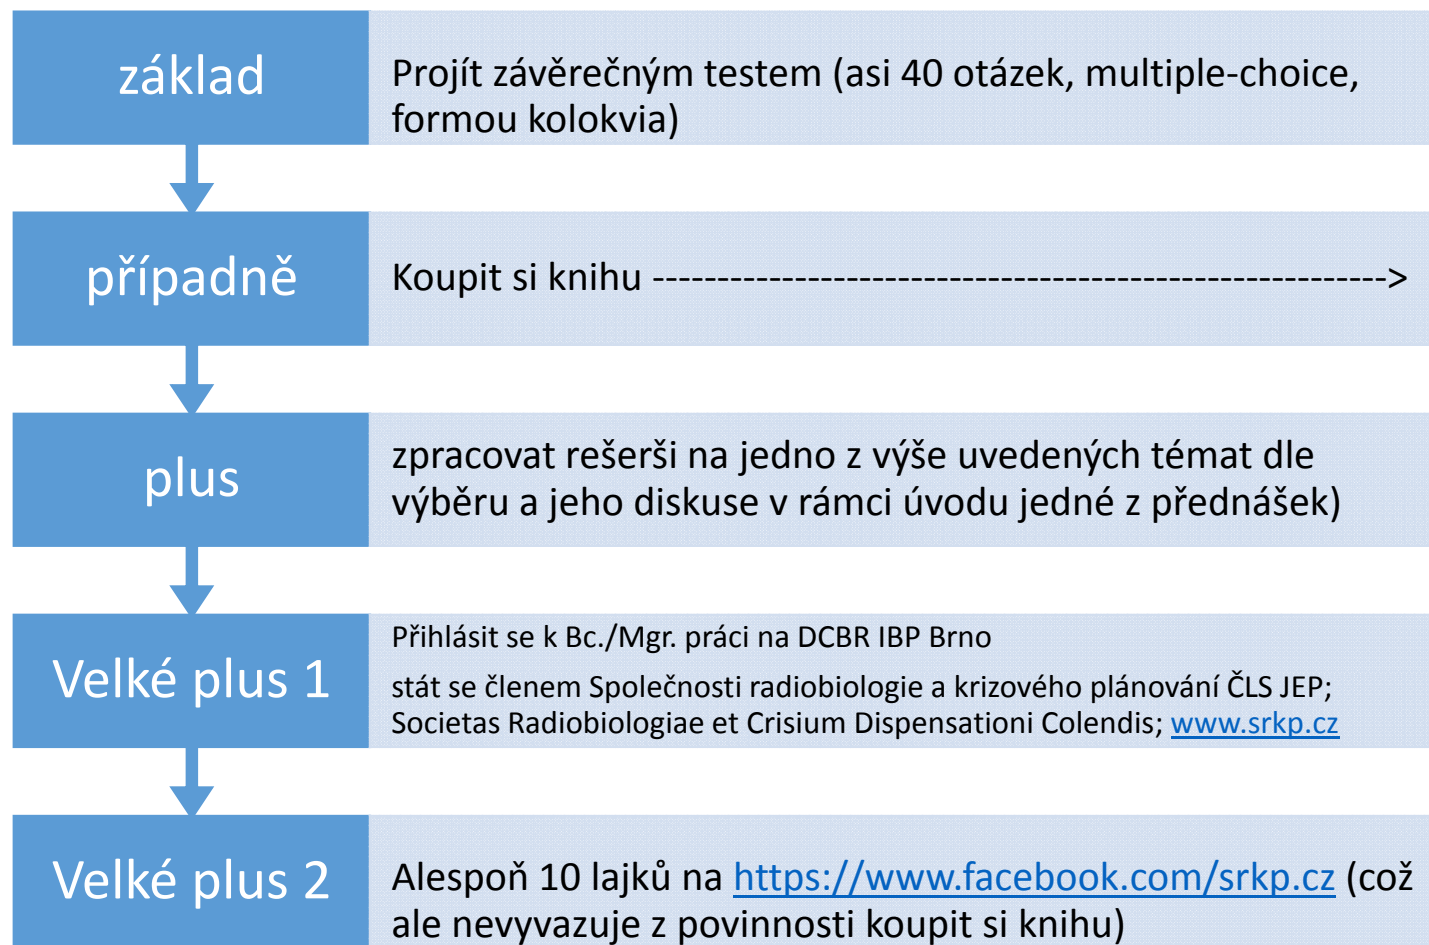 základ
Projít závěrečným testem (asi 40 otázek, multiple-choice,
formou kolokvia)
případně
Koupit si knihu --------------------------------------------------------->
plus
zpracovat rešerši na jedno z výše uvedených témat dle
výběru a jeho diskuse v rámci úvodu jedné z přednášek)
Velké plus 1
Přihlásit se k Bc./Mgr. práci na DCBR IBP Brno
stát se členem Společnosti radiobiologie a krizového plánování ČLS JEP;
Societas Radiobiologiae et Crisium Dispensationi Colendis; www.srkp.cz
Velké plus 2
Alespoň 10 lajků na https://www.facebook.com/srkp.cz (což
ale nevyvazuje z povinnosti koupit si knihu)